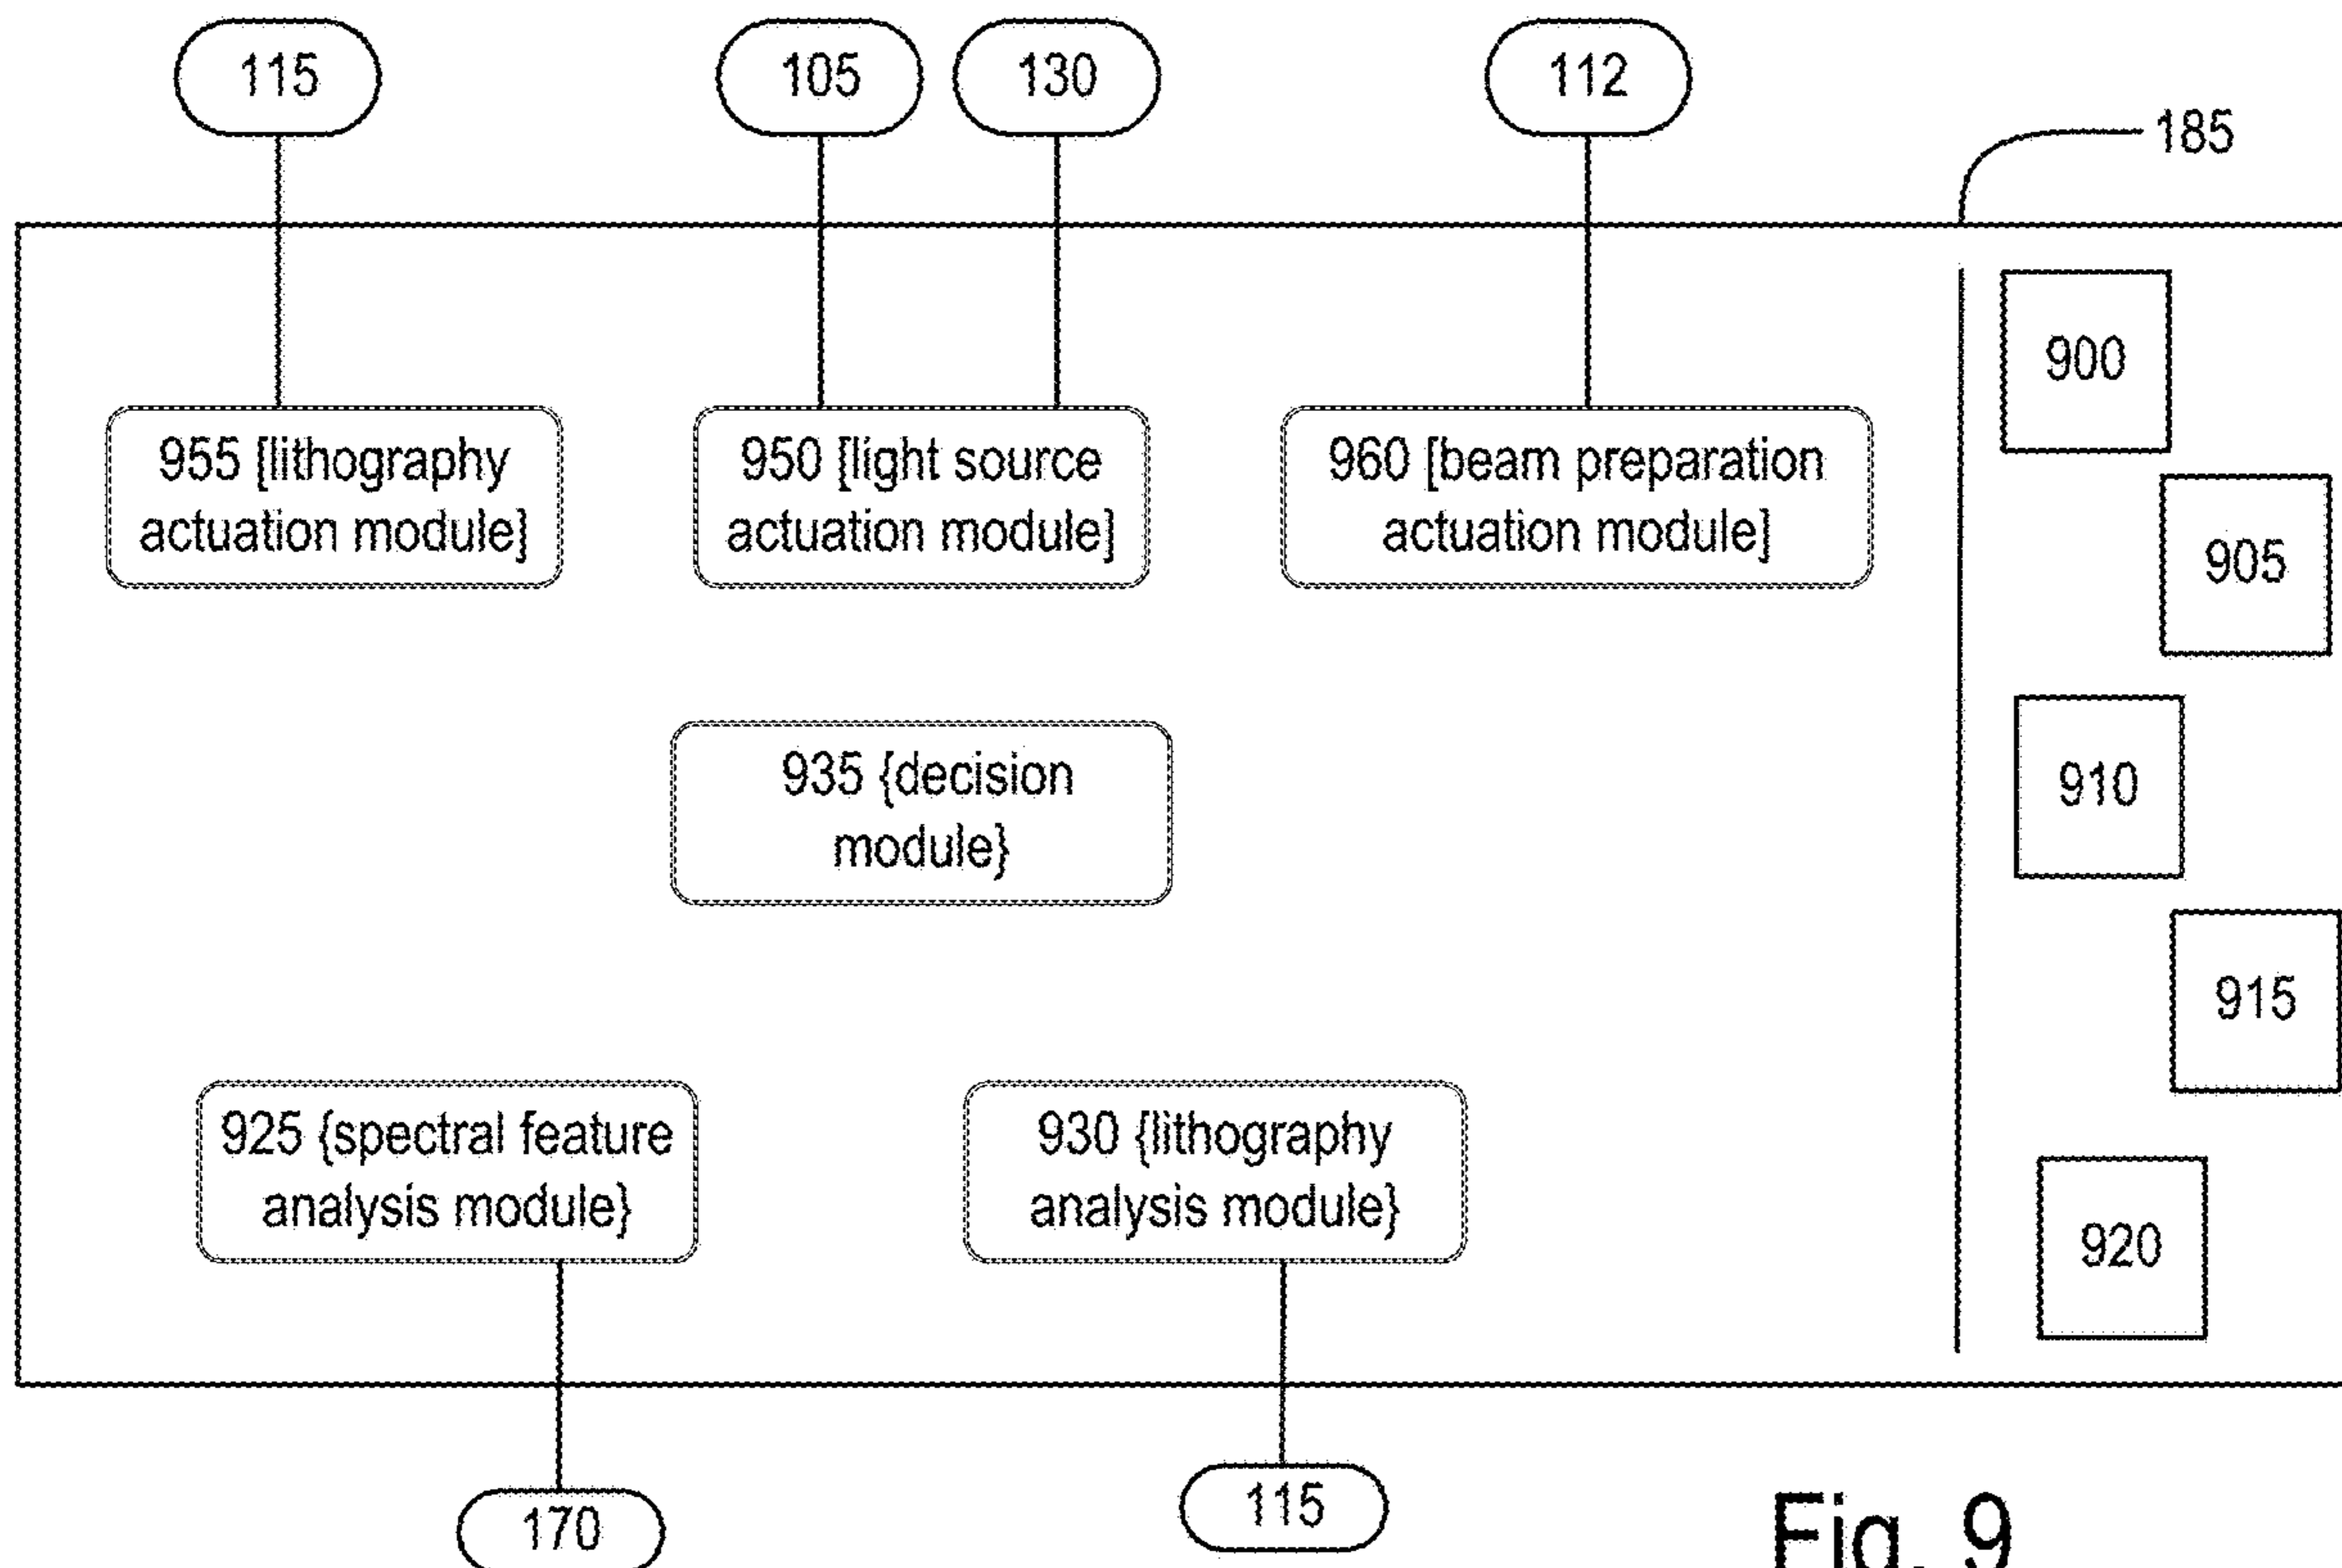 115
105
130
112
185
900
955 [lithography
actuation module]
950 [light source
actuation module]
960 [beam preparation
actuation module]
905
935 {decision
module}
910
915
925 {spectral feature
analysis module}
930 {lithography
analysis module}
920
170
115
Fig. 9